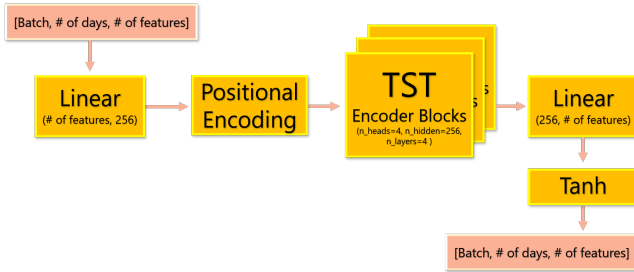 [Batch, # of days, # of features]
Linear
(# of features, 256)
Positional
Encoding
TST
Encoder Blocks
(n_heads=4, n_hidden=256,
n_layers=4 )
Linear
(256, # of features)
Tanh
[Batch, # of days, # of features]